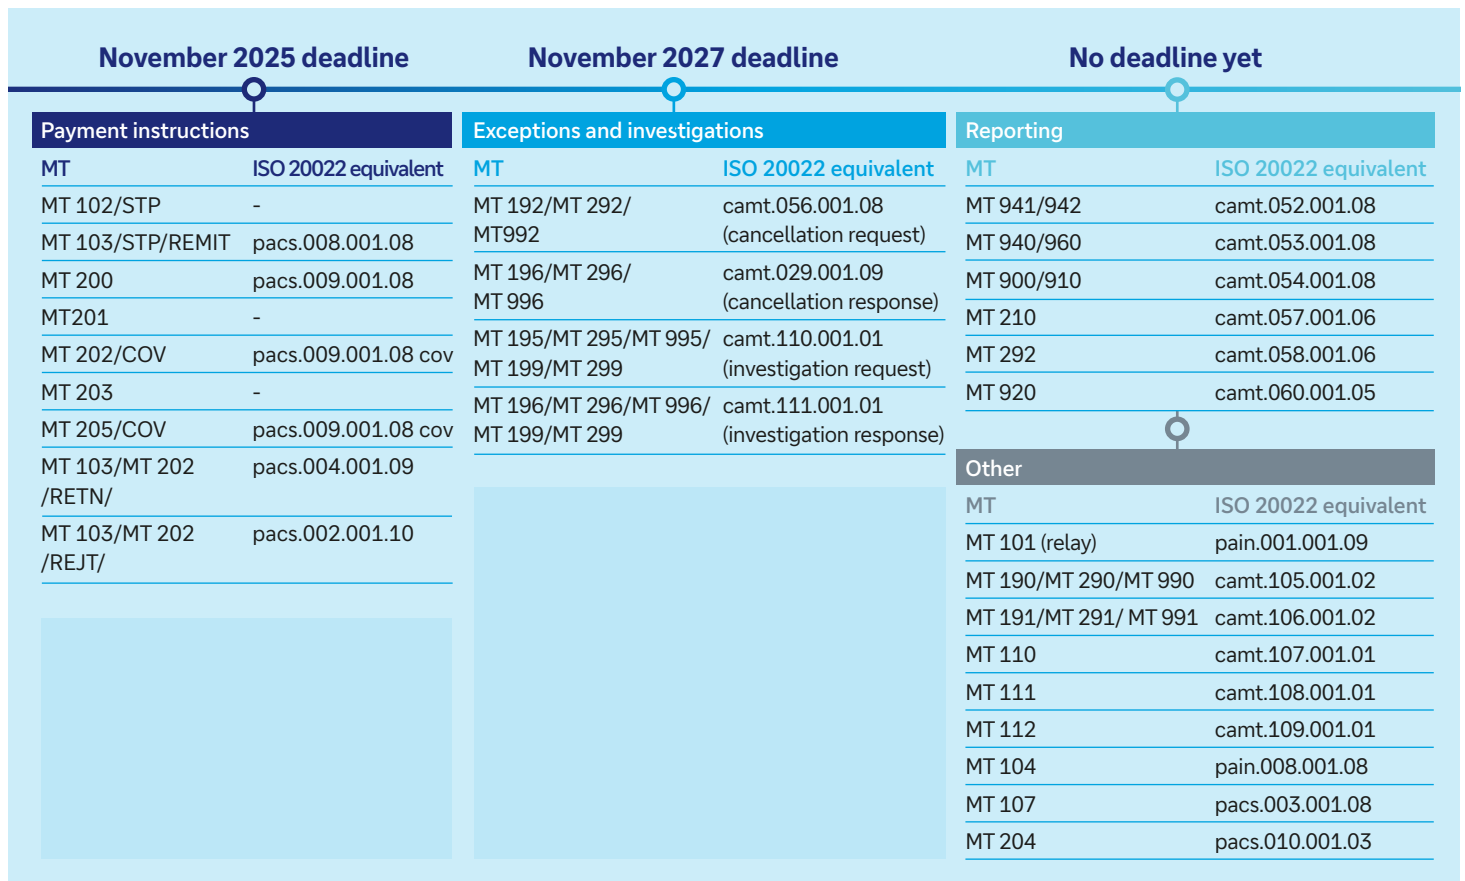 November 2025 deadline
November 2027 deadline
No deadline yet
Payment instructions
MT ISO 20022 equivalent
MT 102/STP -
MT 103/STP/REMIT pacs.008.001.08
MT 200 pacs.009.001.08
MT201 -
MT 202/COV pacs.009.001.08 cov
MT 203 -
MT 205/COV pacs.009.001.08 cov
MT 103/MT 202 pacs.004.001.09
/RETN/
MT 103/MT 202 pacs.002.001.10
/REJT/
Exceptions and investigations
MT ISO 20022 equivalent
MT 192/MT 292/ camt.056.001.08
MT992 (cancellation request)
MT 196/MT 296/ camt.029.001.09
MT 996 (cancellation response)
MT 195/MT 295/MT 995/ camt.110.001.01
MT 199/MT 299 (investigation request)
MT 196/MT 296/MT 996/ camt.111.001.01
MT 199/MT 299 (investigation response)
Reporting
MT ISO 20022 equivalent
MT 941/942 camt.052.001.08
MT 940/960 camt.053.001.08
MT 900/910 camt.054.001.08
MT 210 camt.057.001.06
MT 292 camt.058.001.06
MT 920 camt.060.001.05
Other
MT ISO 20022 equivalent
MT 101 (relay) pain.001.001.09
MT 190/MT 290/MT 990 camt.105.001.02
MT 191/MT 291/ MT 991 camt.106.001.02
MT 110 camt.107.001.01
MT 111 camt.108.001.01
MT 112 camt.109.001.01
MT 104 pain.008.001.08
MT 107 pacs.003.001.08
MT 204 pacs.010.001.03